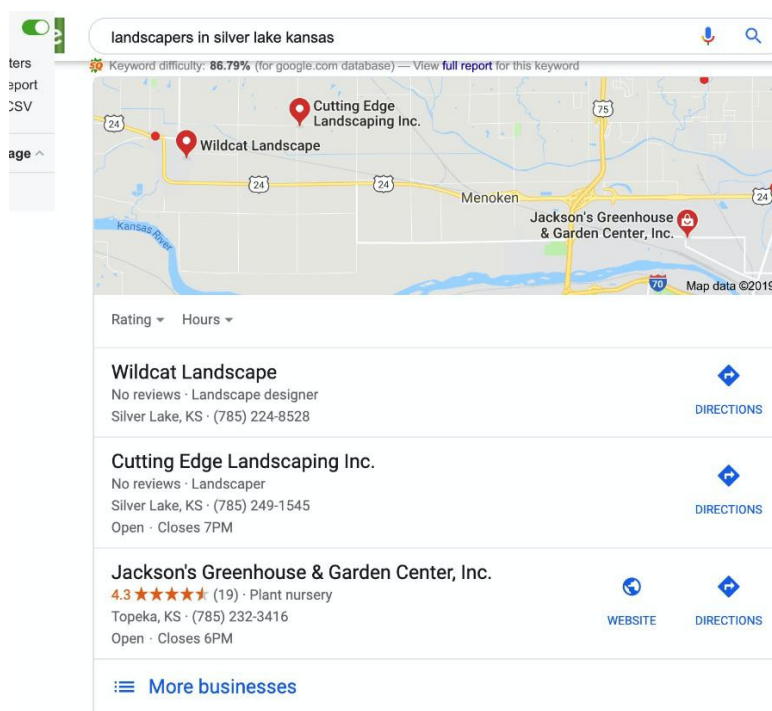 landscapers in silver lake kansas
Keyword difficulty: 86.79% (for google.com database) — View full report for this keyword
CSV
24
Cutting Edge
Landscaping Inc.
75
Wildcat Landscape
24
24
Menoken
24
Jackson's Greenhouse
& Garden Center, Inc.
Kansas River
70
Map data ©2019
Rating
Hours
Wildcat Landscape
No reviews · Landscape designer
Silver Lake, KS · (785) 224-8528
DIRECTIONS
Cutting Edge Landscaping Inc.
No reviews · Landscaper
Silver Lake, KS · (785) 249-1545
Open · Closes 7PM
DIRECTIONS
Jackson's Greenhouse & Garden Center, Inc.
4.3 (19) · Plant nursery
Topeka, KS · (785) 232-3416
Open · Closes 6PM
WEBSITE
DIRECTIONS
More businesses